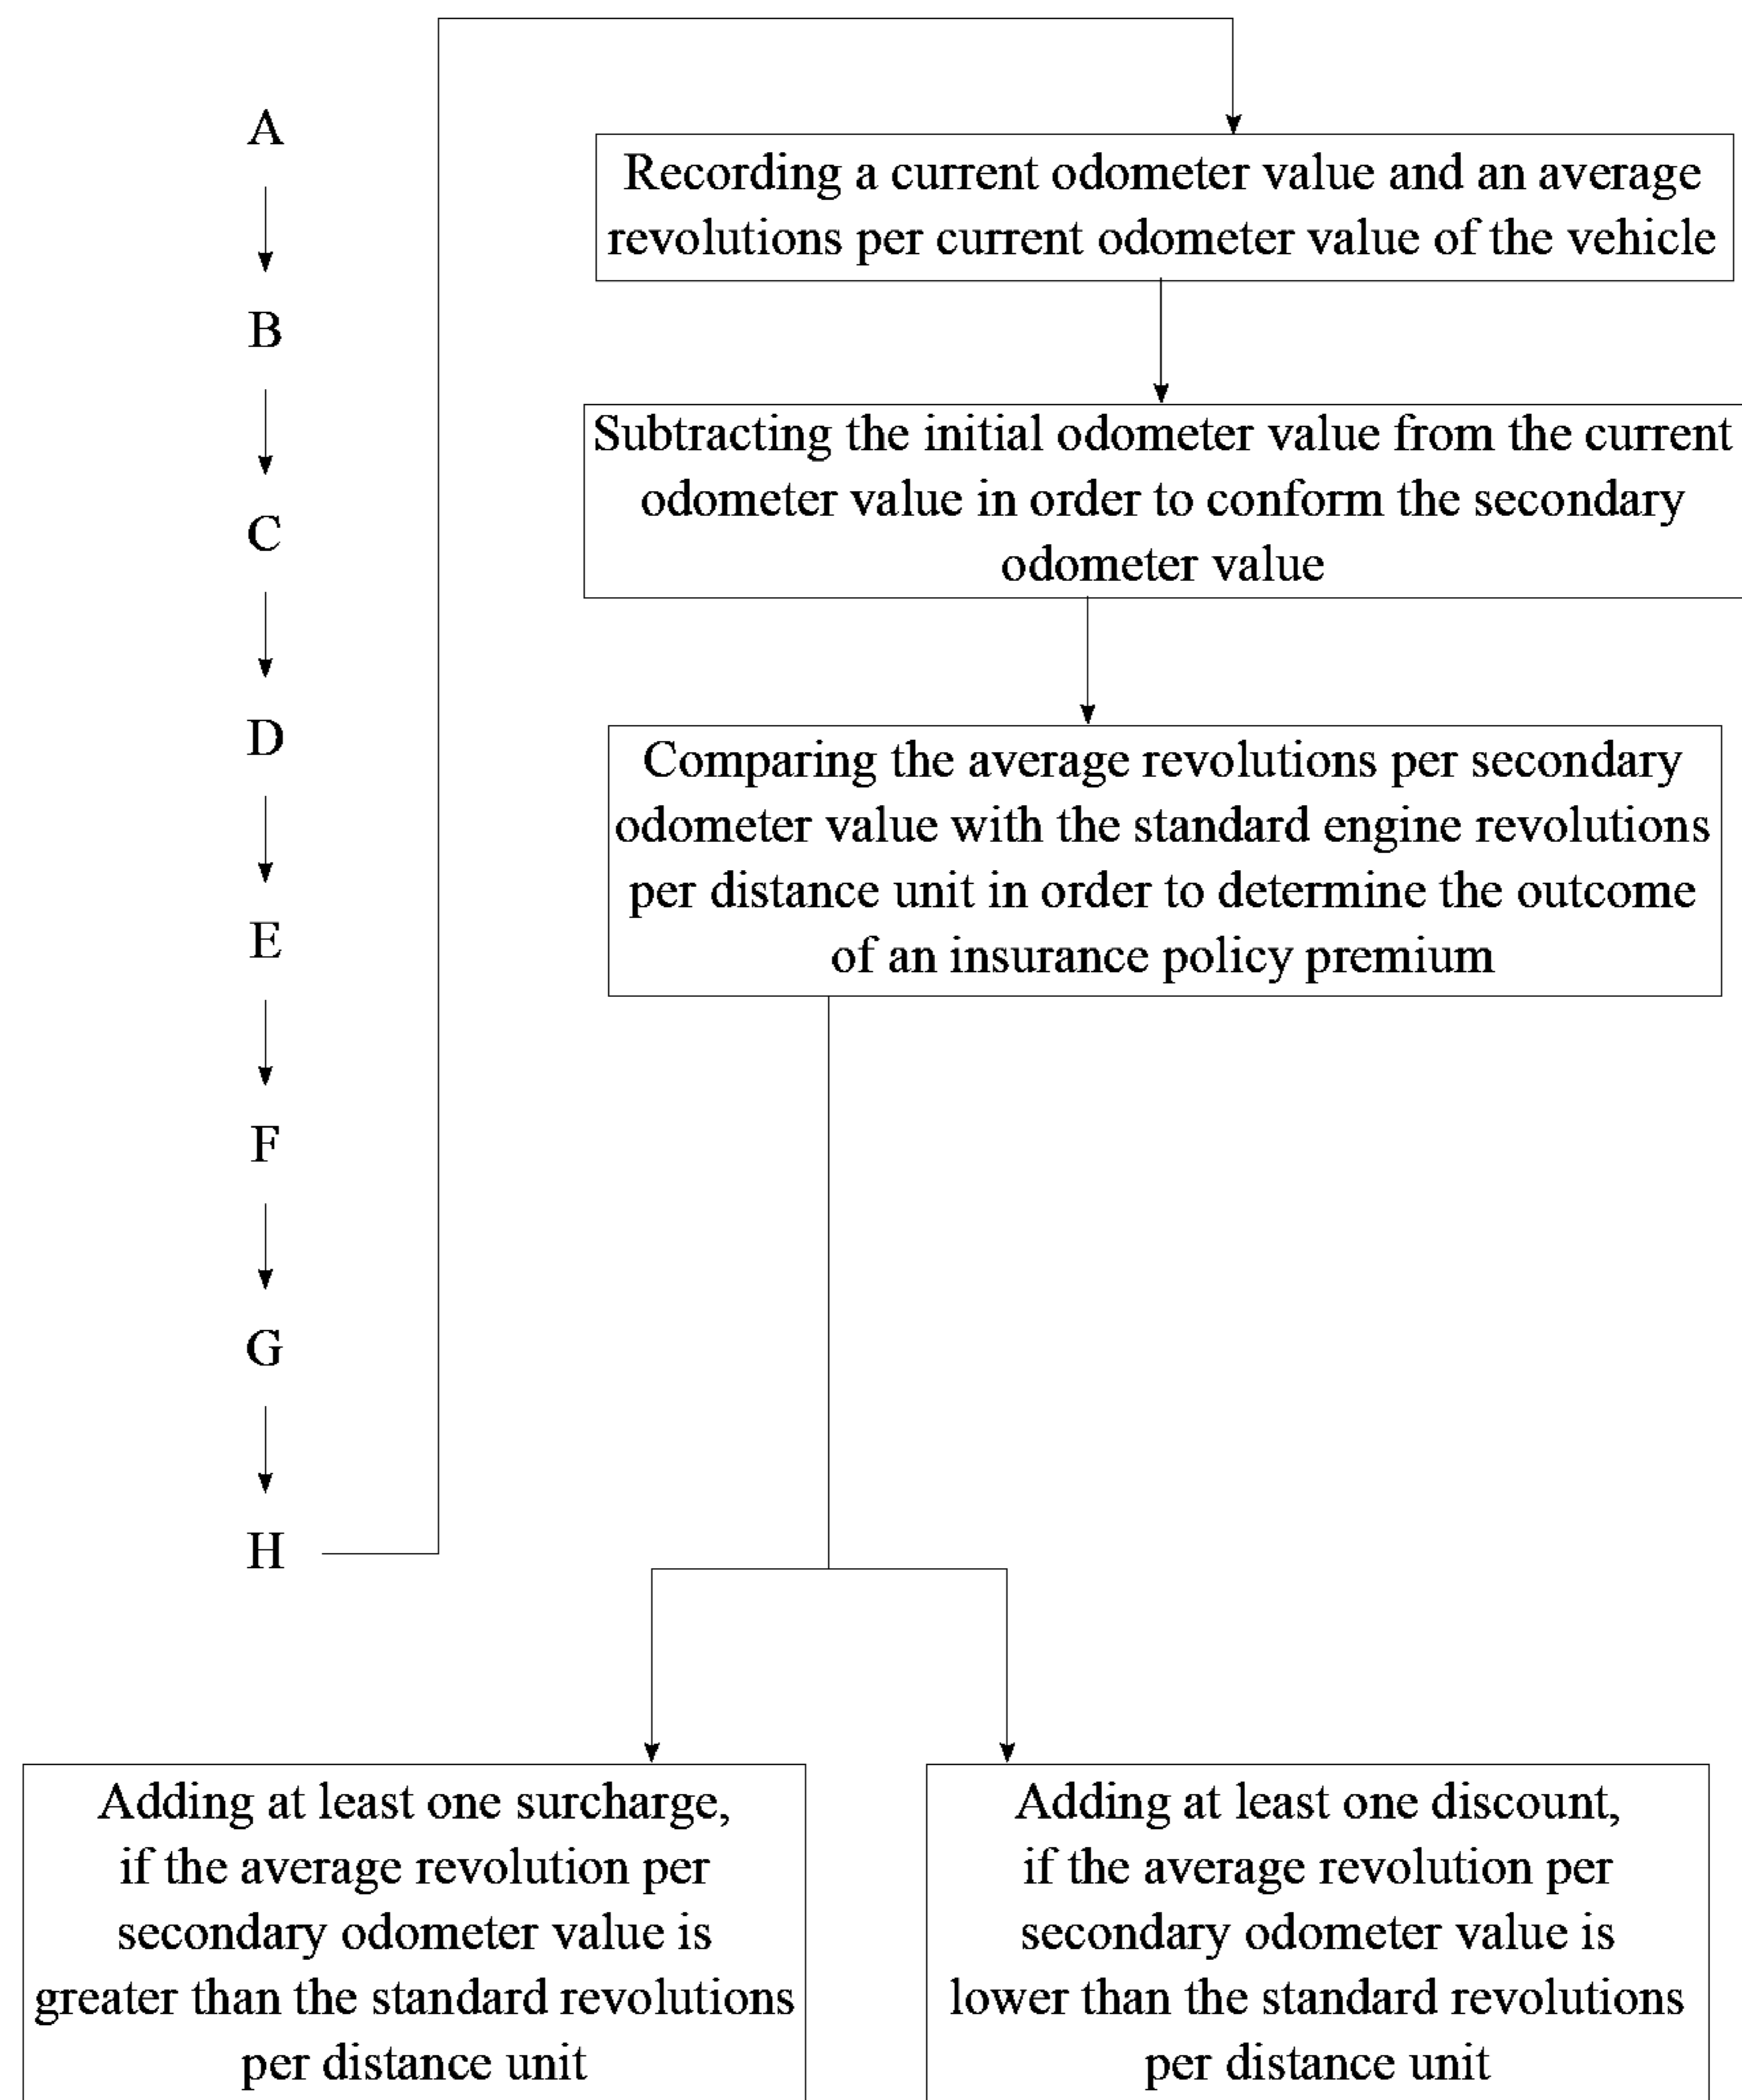 A
B
C
D
E
F
G
H
Recording a current odometer value and an average
revolutions per current odometer value of the vehicle
Subtracting the initial odometer value from the current
odometer value in order to conform the secondary
odometer value
Comparing the average revolutions per secondary
odometer value with the standard engine revolutions
per distance unit in order to determine the outcome
of an insurance policy premium
Adding at least one surcharge,
if the average revolution per
secondary odometer value is
greater than the standard revolutions
per distance unit
Adding at least one discount,
if the average revolution per
secondary odometer value is
lower than the standard revolutions
per distance unit